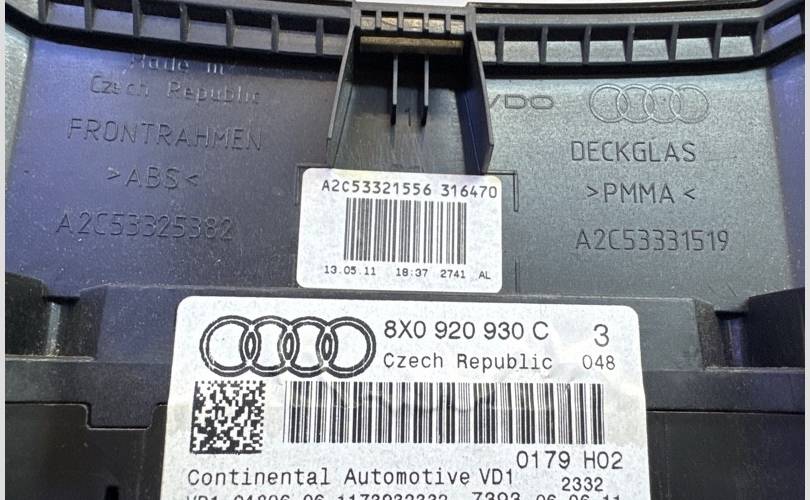 Made in
Czech Republic
FRONTRAHMEN
>ABS<
A2C53325382
VDO
DECKGLAS
>PMMA<
A2C53331519
1
A2C53321556 316470
13.05.11 18:37 2741 AL
8X0 920 930 C 3
Czech Republic 048
0179 H02
Continental Automotive VD1 2332